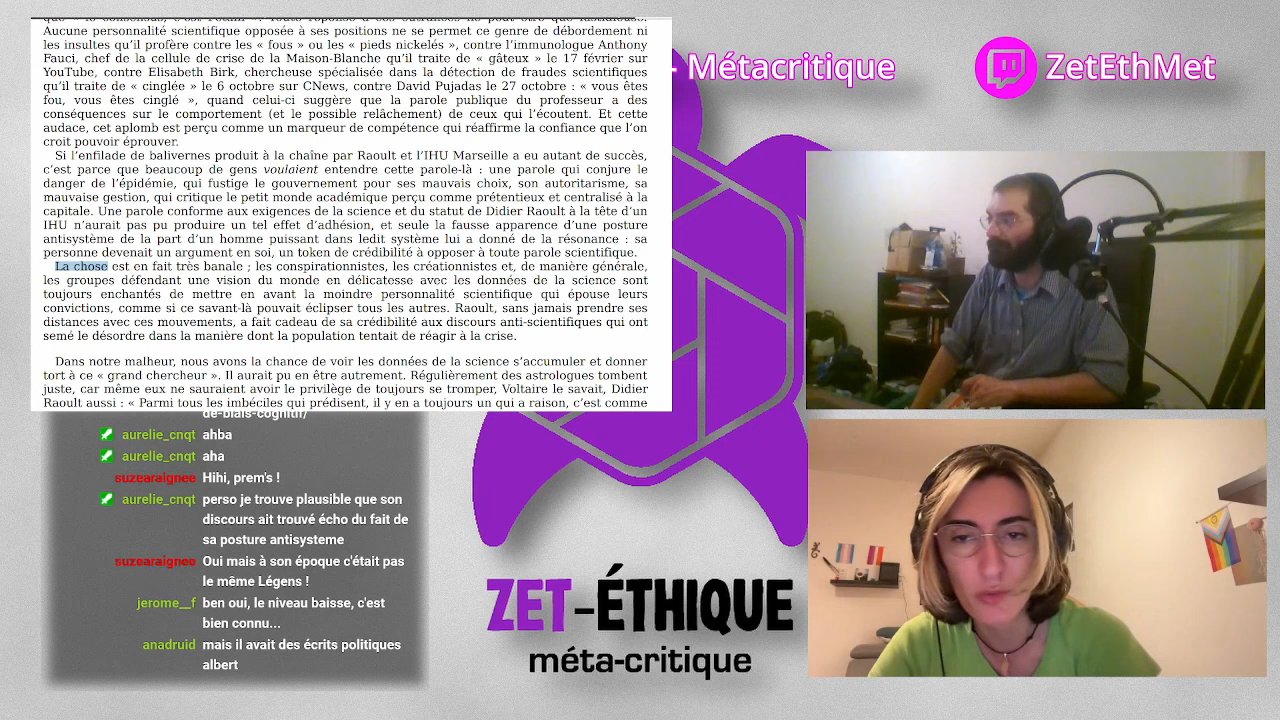 que « le consensus, c'est Pétain ». Toute réponse à ces outrances ne peut être que fastidieuse.
Aucune personnalité scientifique opposée à ses positions ne se permet ce genre de débordement ni
les insultes qu'il profère contre les « fous » ou les « pieds nickelés », contre l'immunologue Anthony
Fauci, chef de la cellule de crise de la Maison-Blanche qu'il traite de « gâteux » le 17 février sur
YouTube, contre Elisabeth Birk, chercheuse spécialisée dans la détection de fraudes scientifiques
qu'il traite de « cinglée » le 6 octobre sur CNews, contre David Pujadas le 27 octobre : « vous êtes
fou, vous êtes cinglé », quand celui-ci suggère que la parole publique du professeur a des
conséquences sur le comportement (et le possible relâchement) de ceux qui l'écoutent. Et cette
audace, cet aplomb est perçu comme un marqueur de compétence qui réaffirme la confiance que l'on
croit pouvoir éprouver.
Si l'enfilade de balivernes produit à la chaîne par Raoult et l'IHU Marseille a eu autant de succès,
c'est parce que beaucoup de gens voulaient entendre cette parole-là : une parole qui conjure le
danger de l'épidémie, qui fustige le gouvernement pour ses mauvais choix, son autoritarisme, sa
mauvaise gestion, qui critique le petit monde académique perçu comme prétentieux et centralisé à la
capitale. Une parole conforme aux exigences de la science et du statut de Didier Raoult à la tête d'un
IHU n'aurait pas pu produire un tel effet d'adhésion, et seule la fausse apparence d'une posture
antisystème de la part d'un homme puissant dans ledit système lui a donné de la résonance : sa
personne devenait un argument en soi, un token de crédibilité à opposer à toute parole scientifique.
La chose est en fait très banale ; les conspirationnistes, les créationnistes et, de manière générale,
les groupes défendant une vision du monde en délicatesse avec les données de la science sont
toujours enchantés de mettre en avant la moindre personnalité scientifique qui épouse leurs
convictions, comme si ce savant-là pouvait éclipser tous les autres. Raoult, sans jamais prendre ses
distances avec ces mouvements, a fait cadeau de sa crédibilité aux discours anti-scientifiques qui ont
semé le désordre dans la manière dont la population tentait de réagir à la crise.
Dans notre malheur, nous avons la chance de voir les données de la science s'accumuler et donner
tort à ce « grand chercheur ». Il aurait pu en être autrement. Régulièrement des astrologues tombent
juste, car même eux ne sauraient avoir le privilège de toujours se tromper, Voltaire le savait, Didier
Raoult aussi : « Parmi tous les imbéciles qui prédisent, il y en a toujours un qui a raison, c'est comme
- Métacritique
ZetEthMet
de-biais-cognitif/
aurelie_cnqt ahba
aurelie_cnqt aha
suzearaignee Hihi, prem's !
aurelie_cnqt perso je trouve plausible que son
discours ait trouvé écho du fait de
sa posture antisysteme
suzearaignee Oui mais à son époque c'était pas
le même Légens !
jerome__f ben oui, le niveau baisse, c'est
bien connu...
anadruid mais il avait des écrits politiques
albert
ZET-ÉTHIQUE
méta-critique